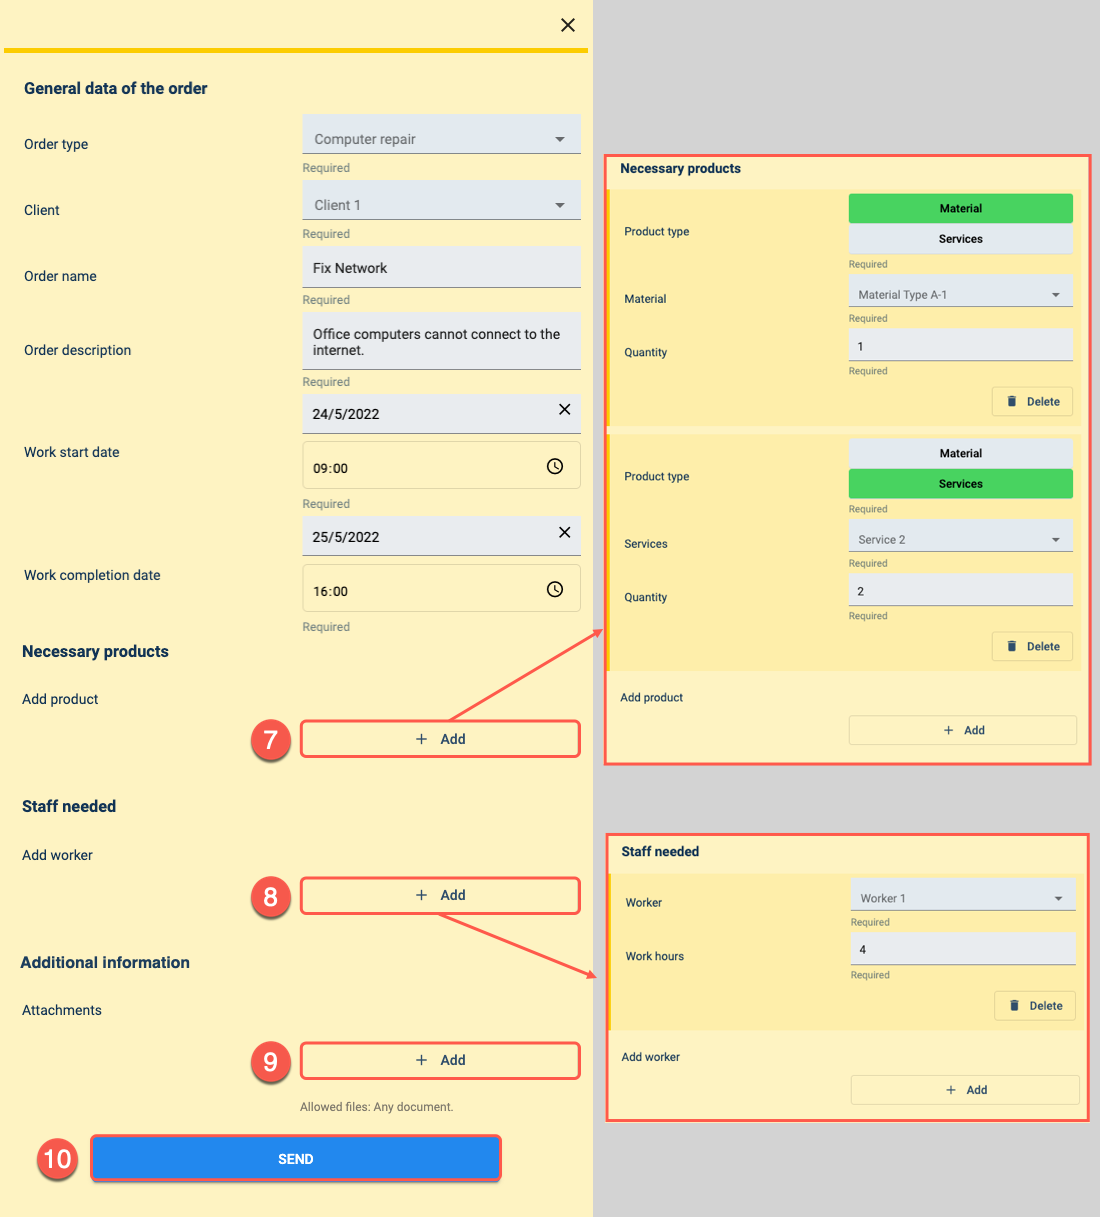 General data of the order
Order type
Computer repair
Required
Client
Client 1
Required
Order name
Fix Network
Required
Order description
Office computers cannot connect to the
internet.
Required
Work start date
24/5/2022
09:00
Required
Work completion date
25/5/2022
16:00
Required
Necessary products
Add product
7
+ Add
Staff needed
Add worker
8
+ Add
Additional information
Attachments
9
+ Add
Allowed files: Any document.
10
SEND
Necessary products
Product type
Material
Services
Required
Material
Material Type A-1
Required
Quantity
1
Required
Delete
Product type
Material
Services
Required
Services
Service 2
Required
Quantity
2
Required
Delete
Add product
+ Add
Staff needed
Worker
Worker 1
Required
Work hours
4
Required
Delete
Add worker
+ Add